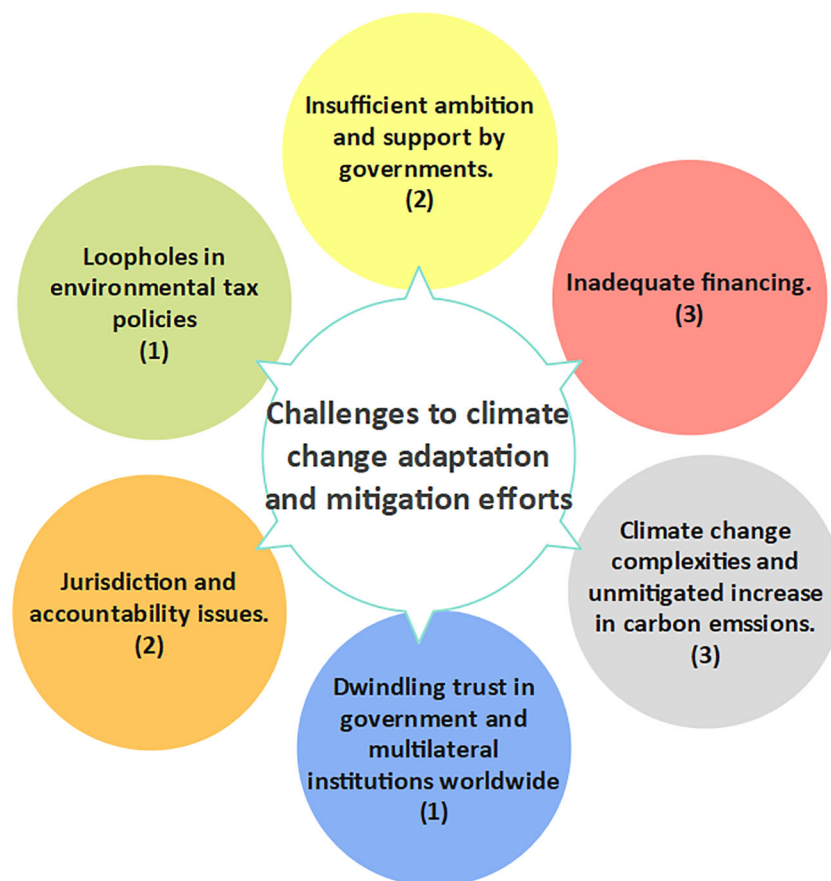 Insufficient ambition
and support by
governments.
(2)
Loopholes in
environmental tax
policies
(1)
Inadequate financing.
(3)
Challenges to climate
change adaptation
and mitigation efforts
Jurisdiction and
accountability issues.
(2)
Climate change
complexities and
unmitigated increase
in carbon emssions.
(3)
Dwindling trust in
government and
multilateral
institutions worldwide
(1)